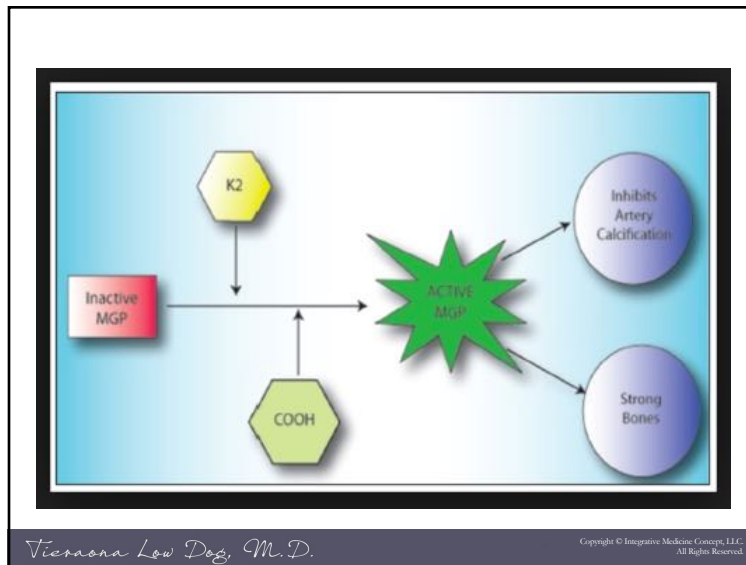 K2
Inactive
MGP
COOH
ACTIVE
MGP
Inhibits
Artery
Calcification
Strong
Bones
Tieraona Low Dog, M.D.
Copyright © Integrative Medicine Concept, LLC.
All Rights Reserved.